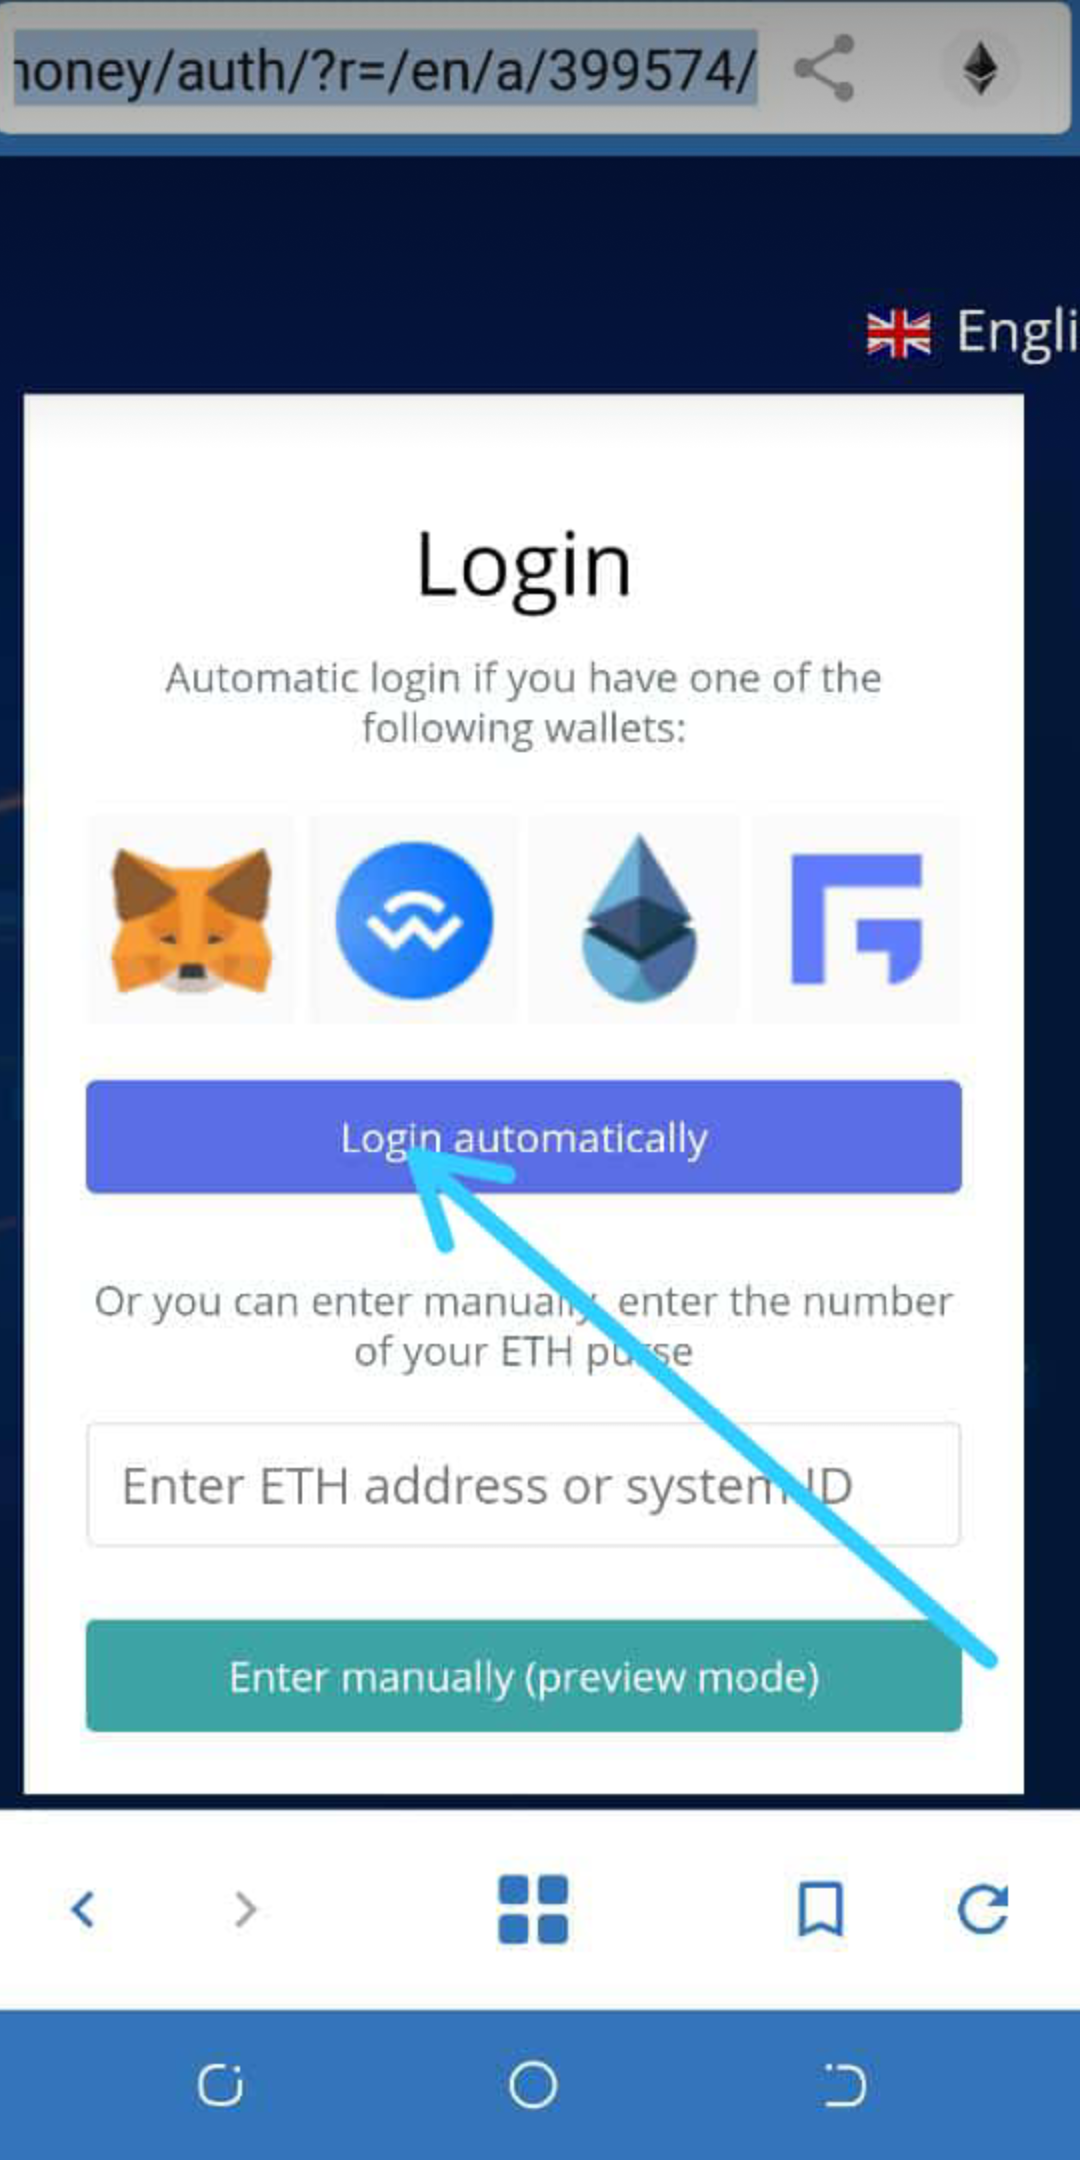 noney/auth/?r=/en/a/399574/
Engli
Login
Automatic login if you have one of the
following wallets:
Login automatically
Or you can enter manually, enter the number
of your ETH purse
Enter ETH address or system ID
Enter manually (preview mode)